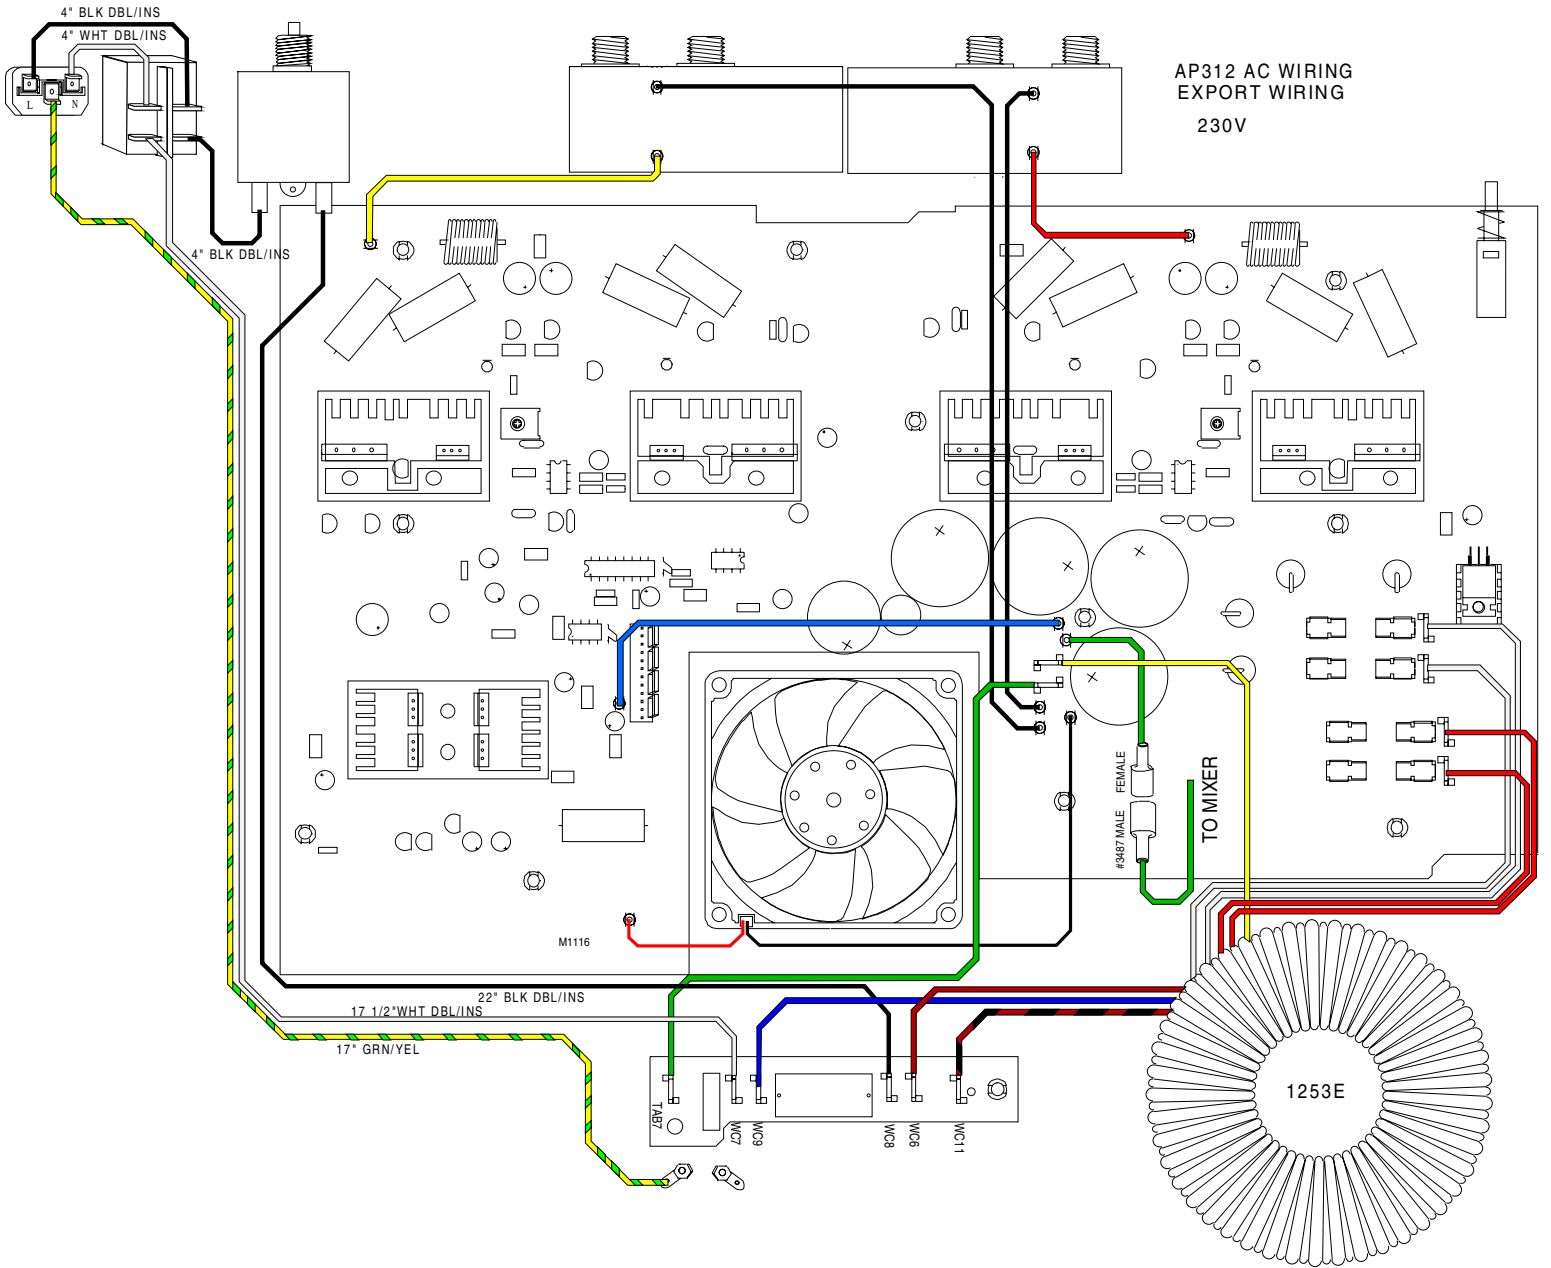 4" BLK DBL/INS
4" WHT DBL/INS
L
N
AP312 AC WIRING
EXPORT WIRING
230V
4" BLK DBL/INS
FEMALE
#3487 MALE
TO MIXER
M1116
22" BLK DBL/INS
17 1/2"WHT DBL/INS
17" GRN/YEL
TAB7
WC7
WC9
WC8
WC6
WC11
1253E